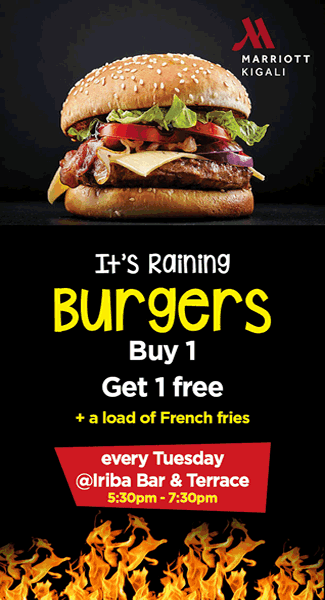 MARRIOTT
KIGALI
It's Raining
Burgers
Buy 1
Get 1 free
+ a load of French fries
every Tuesday
@Iriba Bar & Terrace
5:30pm - 7:30pm